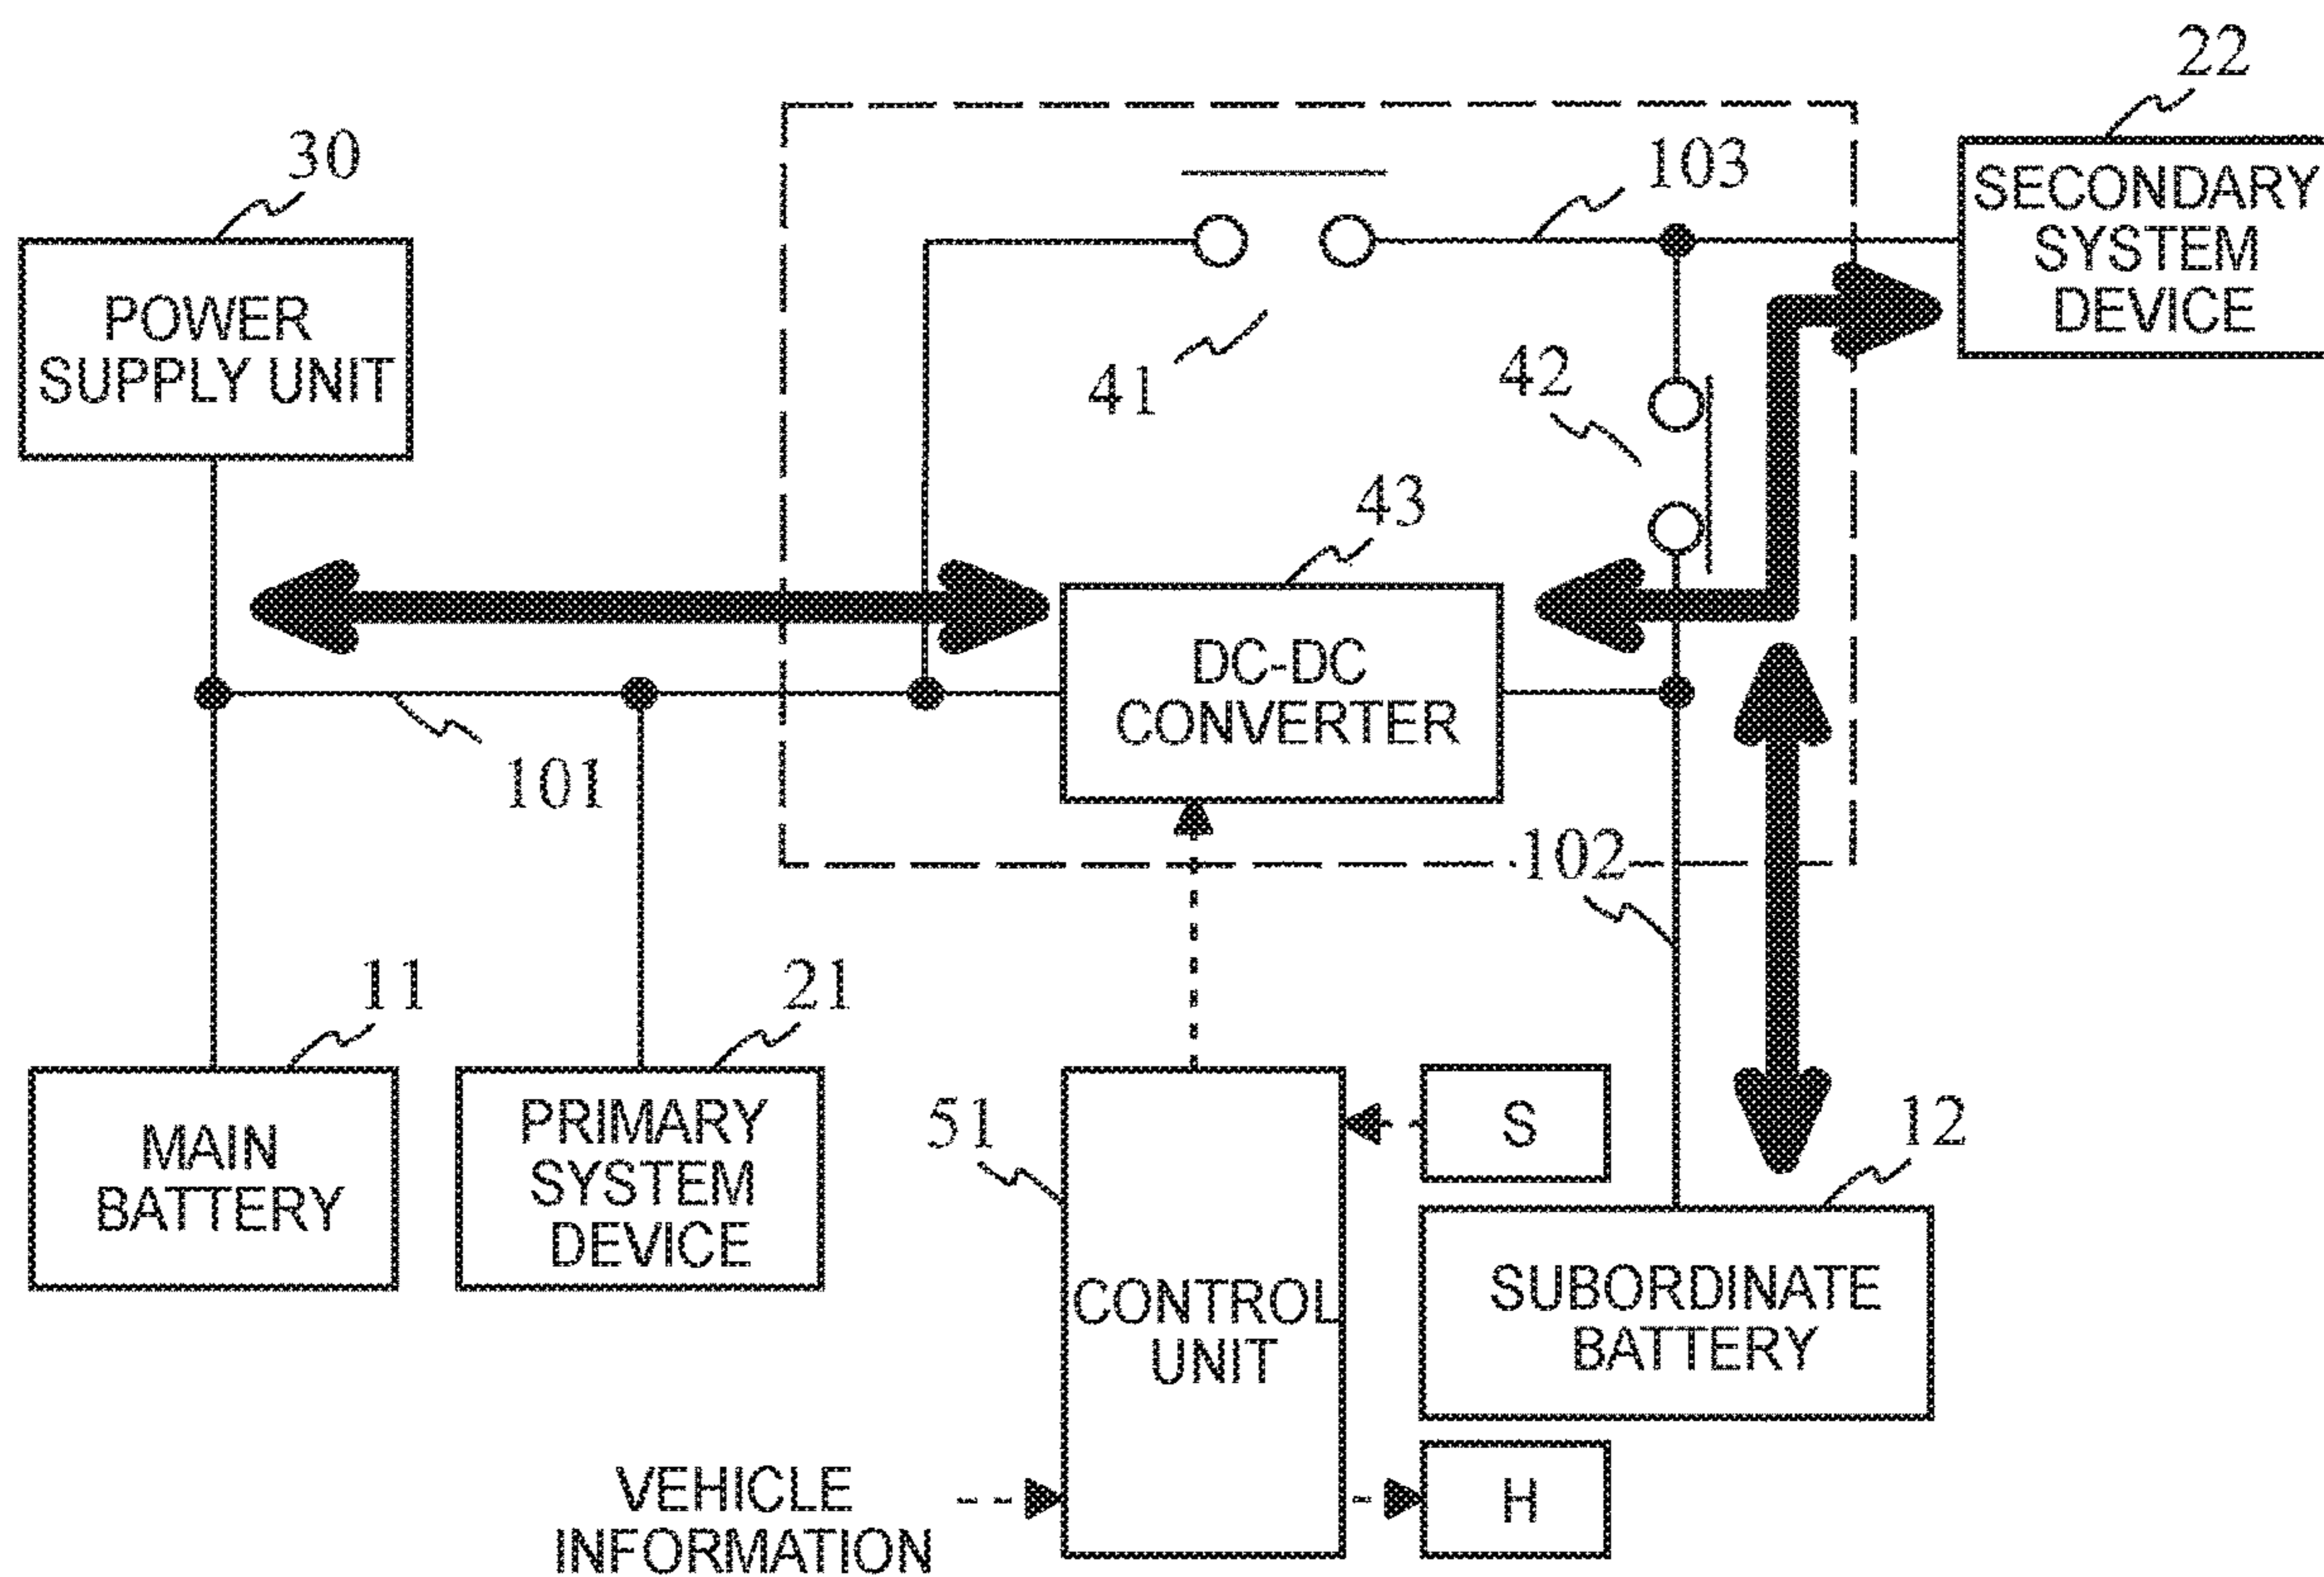 22
30
103
SECONDARY
SYSTEM
DEVICE
POWER
SUPPLY UNIT
41
42
43
DC-DC
CONVERTER
101
102
11
21
51
12
MAIN
BATTERY
PRIMARY
SYSTEM
DEVICE
S
CONTROL
UNIT
SUBORDINATE
BATTERY
VEHICLE
INFORMATION
H